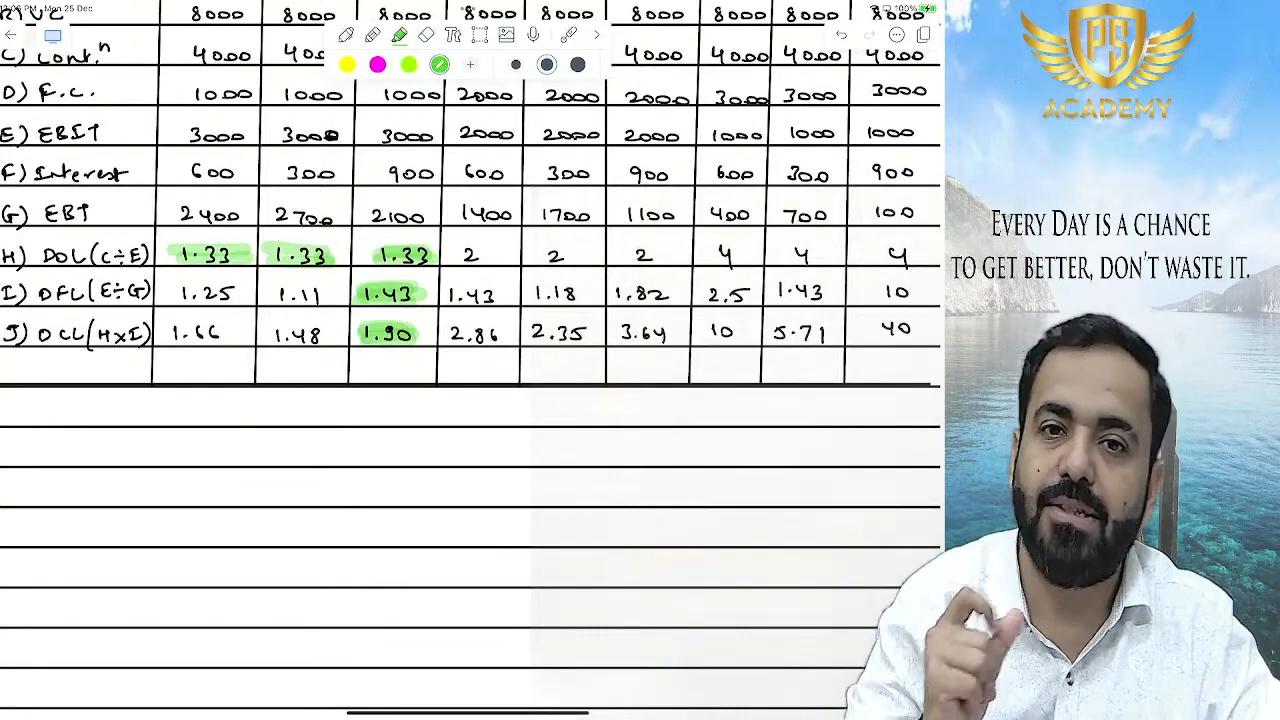 Mon 25 Dec 100%
8000 8000 8000 8000 8000 8000 8000 8000 8000
C) Contⁿ 4000 4000 4000 4000 4000
D) F.C. 1000 1000 1000 2000 2000 2000 3000 3000 3000
E) EBIT 3000 3000 3000 2000 2000 2000 1000 1000 1000
F) Interest 600 300 900 600 300 900 600 300 900
G) EBT 2400 2700 2100 1400 1700 1100 400 700 100
H) DOL (C÷E) 1.33 1.33 1.33 2 2 2 4 4 4
I) DFL (E÷G) 1.25 1.11 1.43 1.43 1.18 1.82 2.5 1.43 10
J) DCL (H×I) 1.66 1.48 1.90 2.86 2.35 3.64 10 5.71 40
PS
ACADEMY
EVERY DAY IS A CHANCE
TO GET BETTER, DON'T WASTE IT.